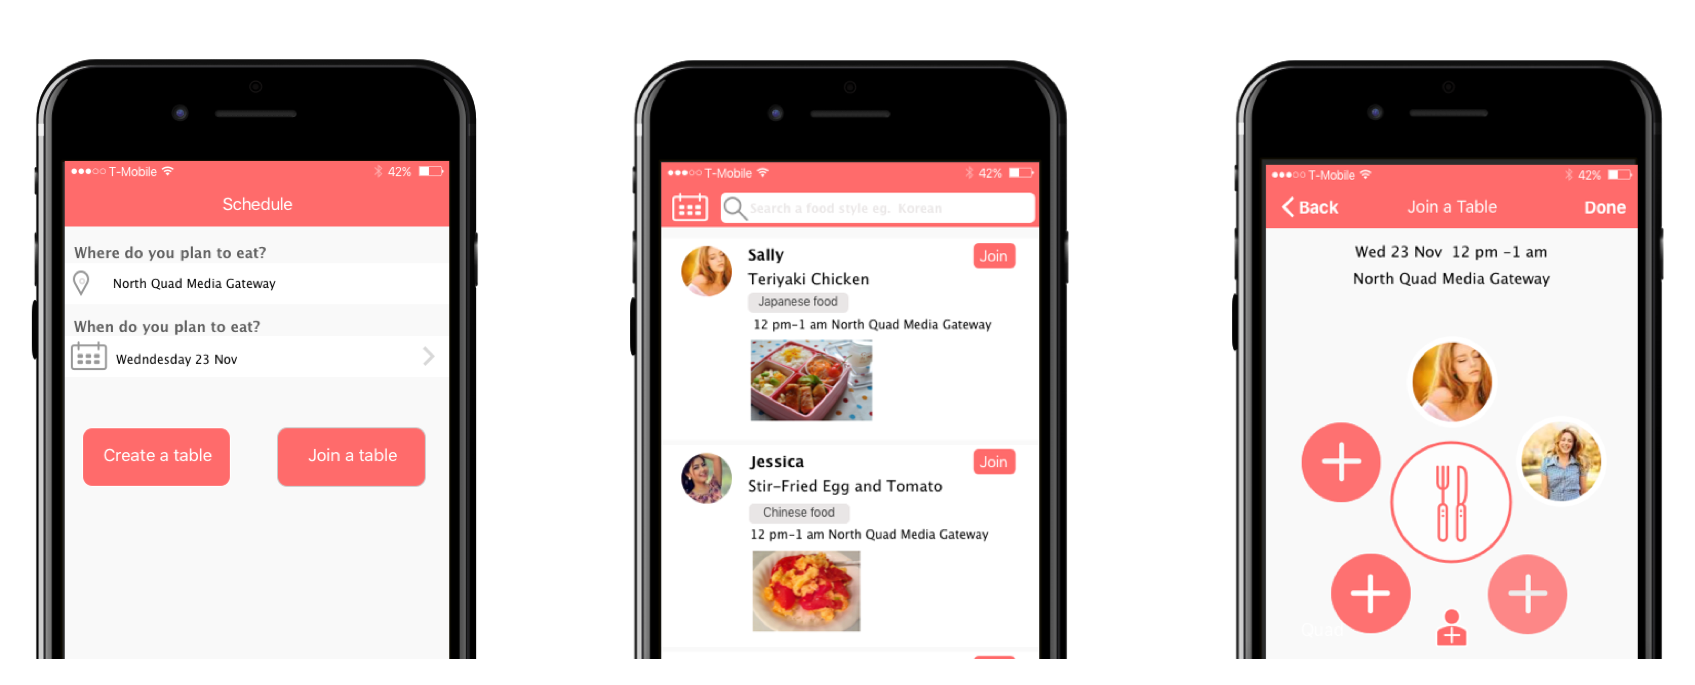 T-Mobile 42%
Schedule
Where do you plan to eat?
North Quad Media Gateway
When do you plan to eat?
Wedndesday 23 Nov
Create a table Join a table
T-Mobile 42%
Search a food style eg. Korean
Sally Join
Teriyaki Chicken
Japanese food
12 pm-1 am North Quad Media Gateway
Jessica Join
Stir-Fried Egg and Tomato
Chinese food
12 pm-1 am North Quad Media Gateway
T-Mobile 42%
Back Join a Table Done
Wed 23 Nov 12 pm -1 am
North Quad Media Gateway